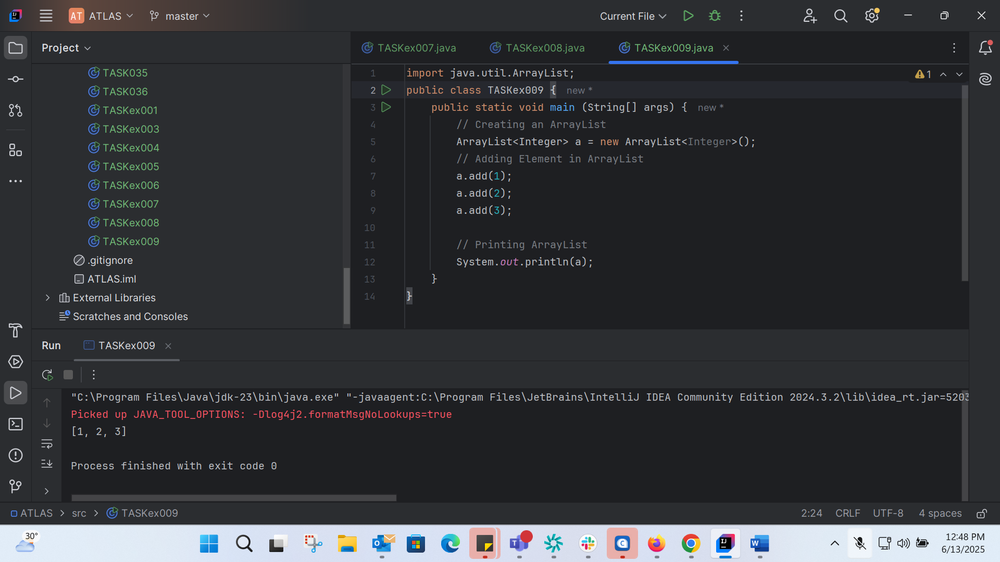 AT ATLAS master Current File
Project
TASKex007.java TASKex008.java TASKex009.java
TASK035
TASK036
TASKex001
TASKex003
TASKex004
TASKex005
TASKex006
TASKex007
TASKex008
TASKex009
.gitignore
ATLAS.iml
External Libraries
Scratches and Consoles
1 import java.util.ArrayList;
1
2 public class TASKex009 { new *
3 public static void main (String[] args) { new *
4 // Creating an ArrayList
5 ArrayList<Integer> a = new ArrayList<Integer>();
6 // Adding Element in ArrayList
7 a.add(1);
8 a.add(2);
9 a.add(3);
10
11 // Printing ArrayList
12 System.out.println(a);
13 }
14 }
Run TASKex009
"C:\Program Files\Java\jdk-23\bin\java.exe" "-javaagent:C:\Program Files\JetBrains\IntelliJ IDEA Community Edition 2024.3.2\lib\idea_rt.jar=5203
Picked up JAVA_TOOL_OPTIONS: -Dlog4j2.formatMsgNoLookups=true
[1, 2, 3]
Process finished with exit code 0
ATLAS > src > TASKex009 2:24 CRLF UTF-8 4 spaces
30°
12:48 PM
6/13/2025